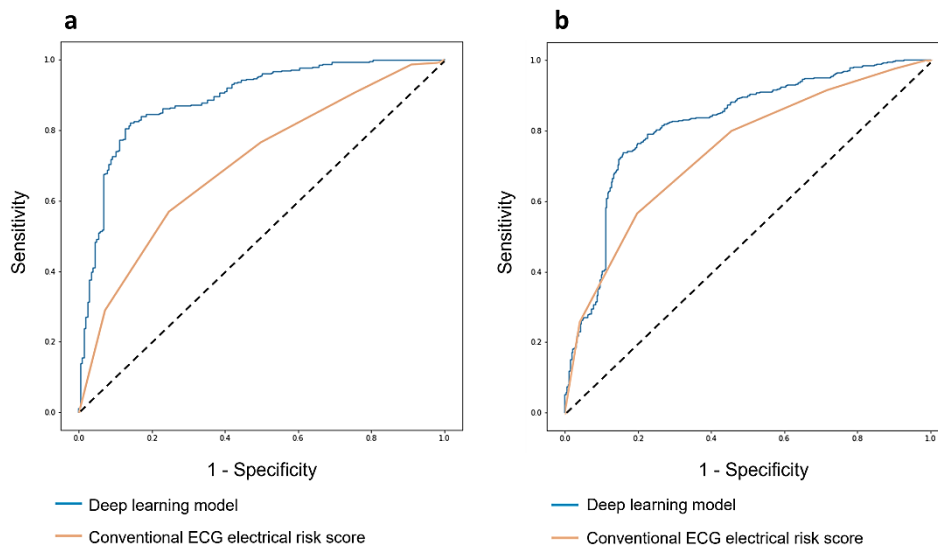 a
1.0
0.8
0.6
0.4
0.2
0.0
Sensitivity
0.0 0.2 0.4 0.6 0.8 1.0
1 - Specificity
Deep learning model
Conventional ECG electrical risk score
b
1.0
0.8
0.6
0.4
0.2
0.0
Sensitivity
0.0 0.2 0.4 0.6 0.8 1.0
1 - Specificity
Deep learning model
Conventional ECG electrical risk score